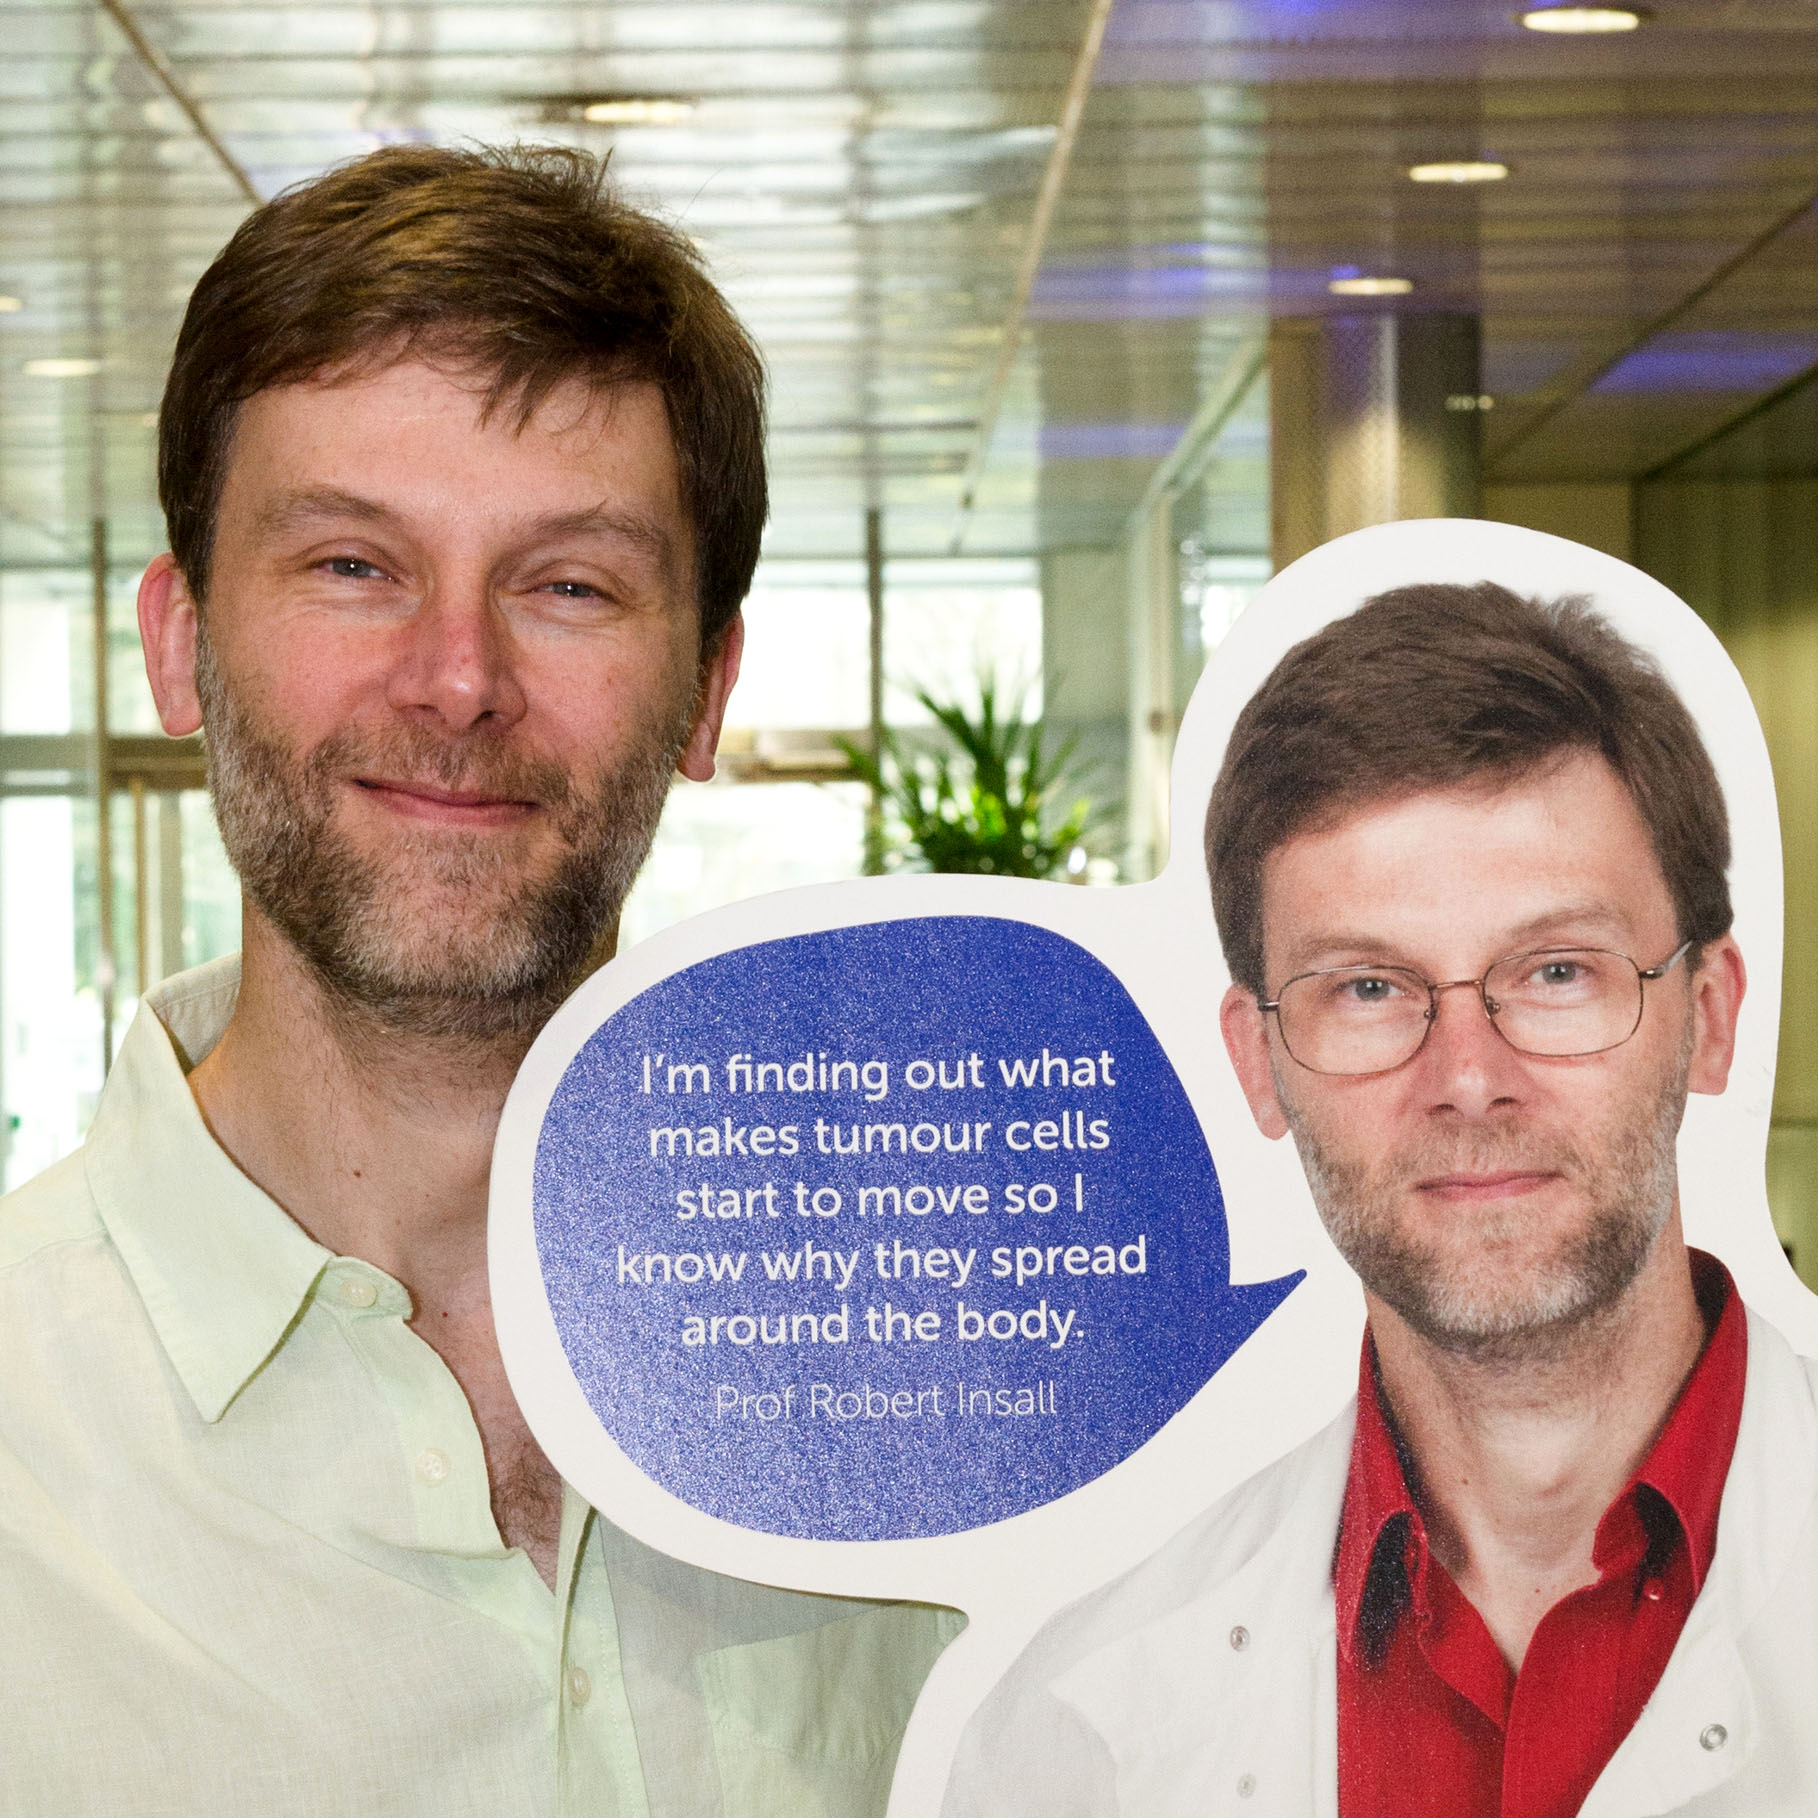 I'm finding out what
makes tumour cells
start to move so I
know why they spread
around the body.
Prof Robert Insall